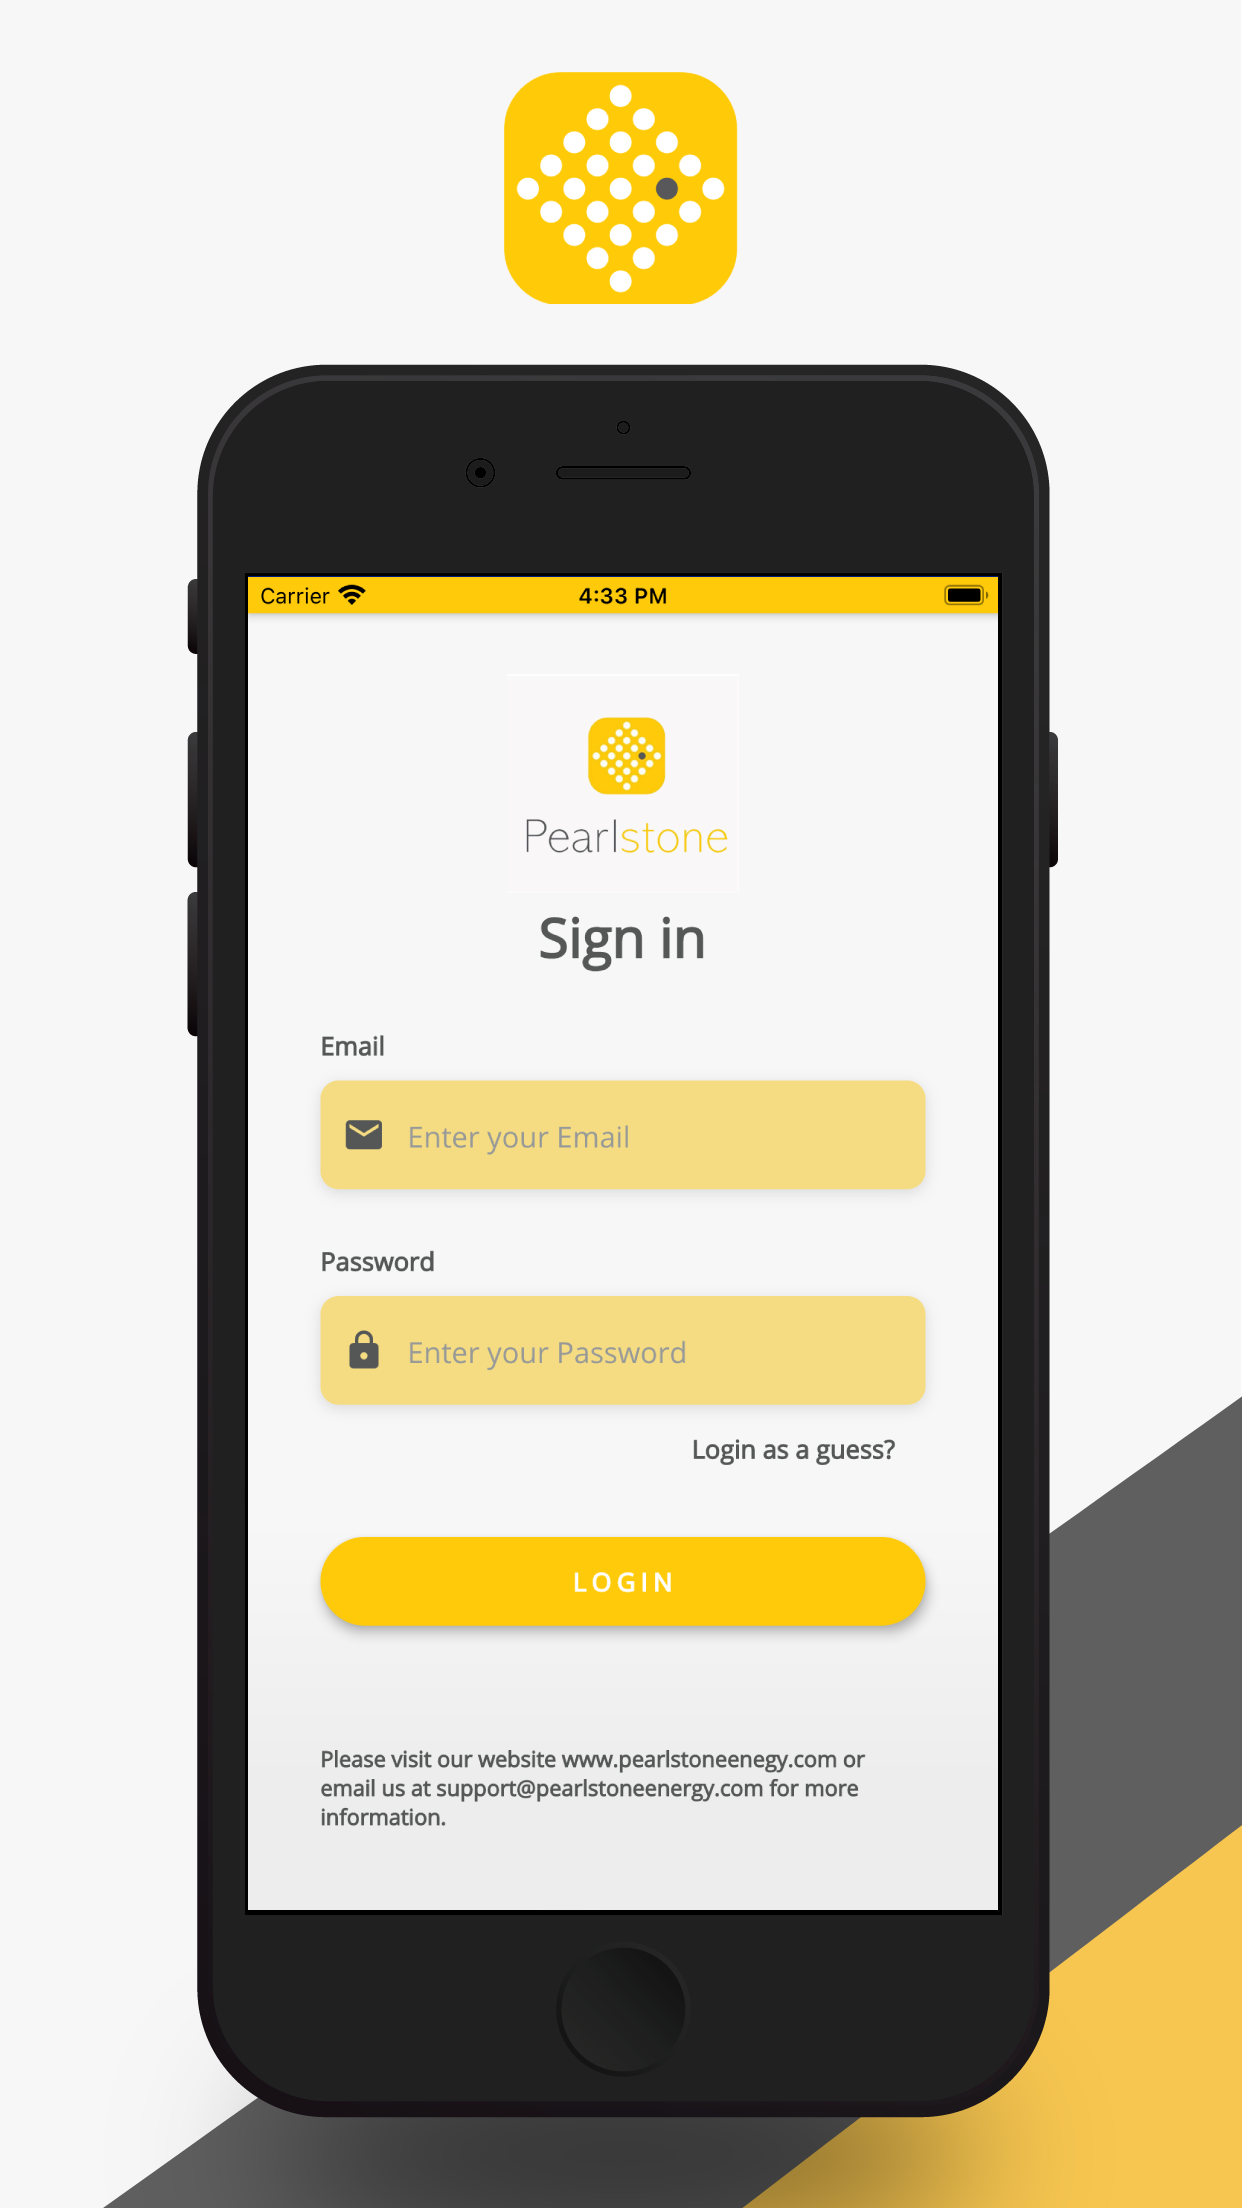 Carrier 4:33 PM
Pearlstone
Sign in
Email
Enter your Email
Password
Enter your Password
Login as a guess?
LOGIN
Please visit our website www.pearlstoneenegy.com or
email us at support@pearlstoneenergy.com for more
information.